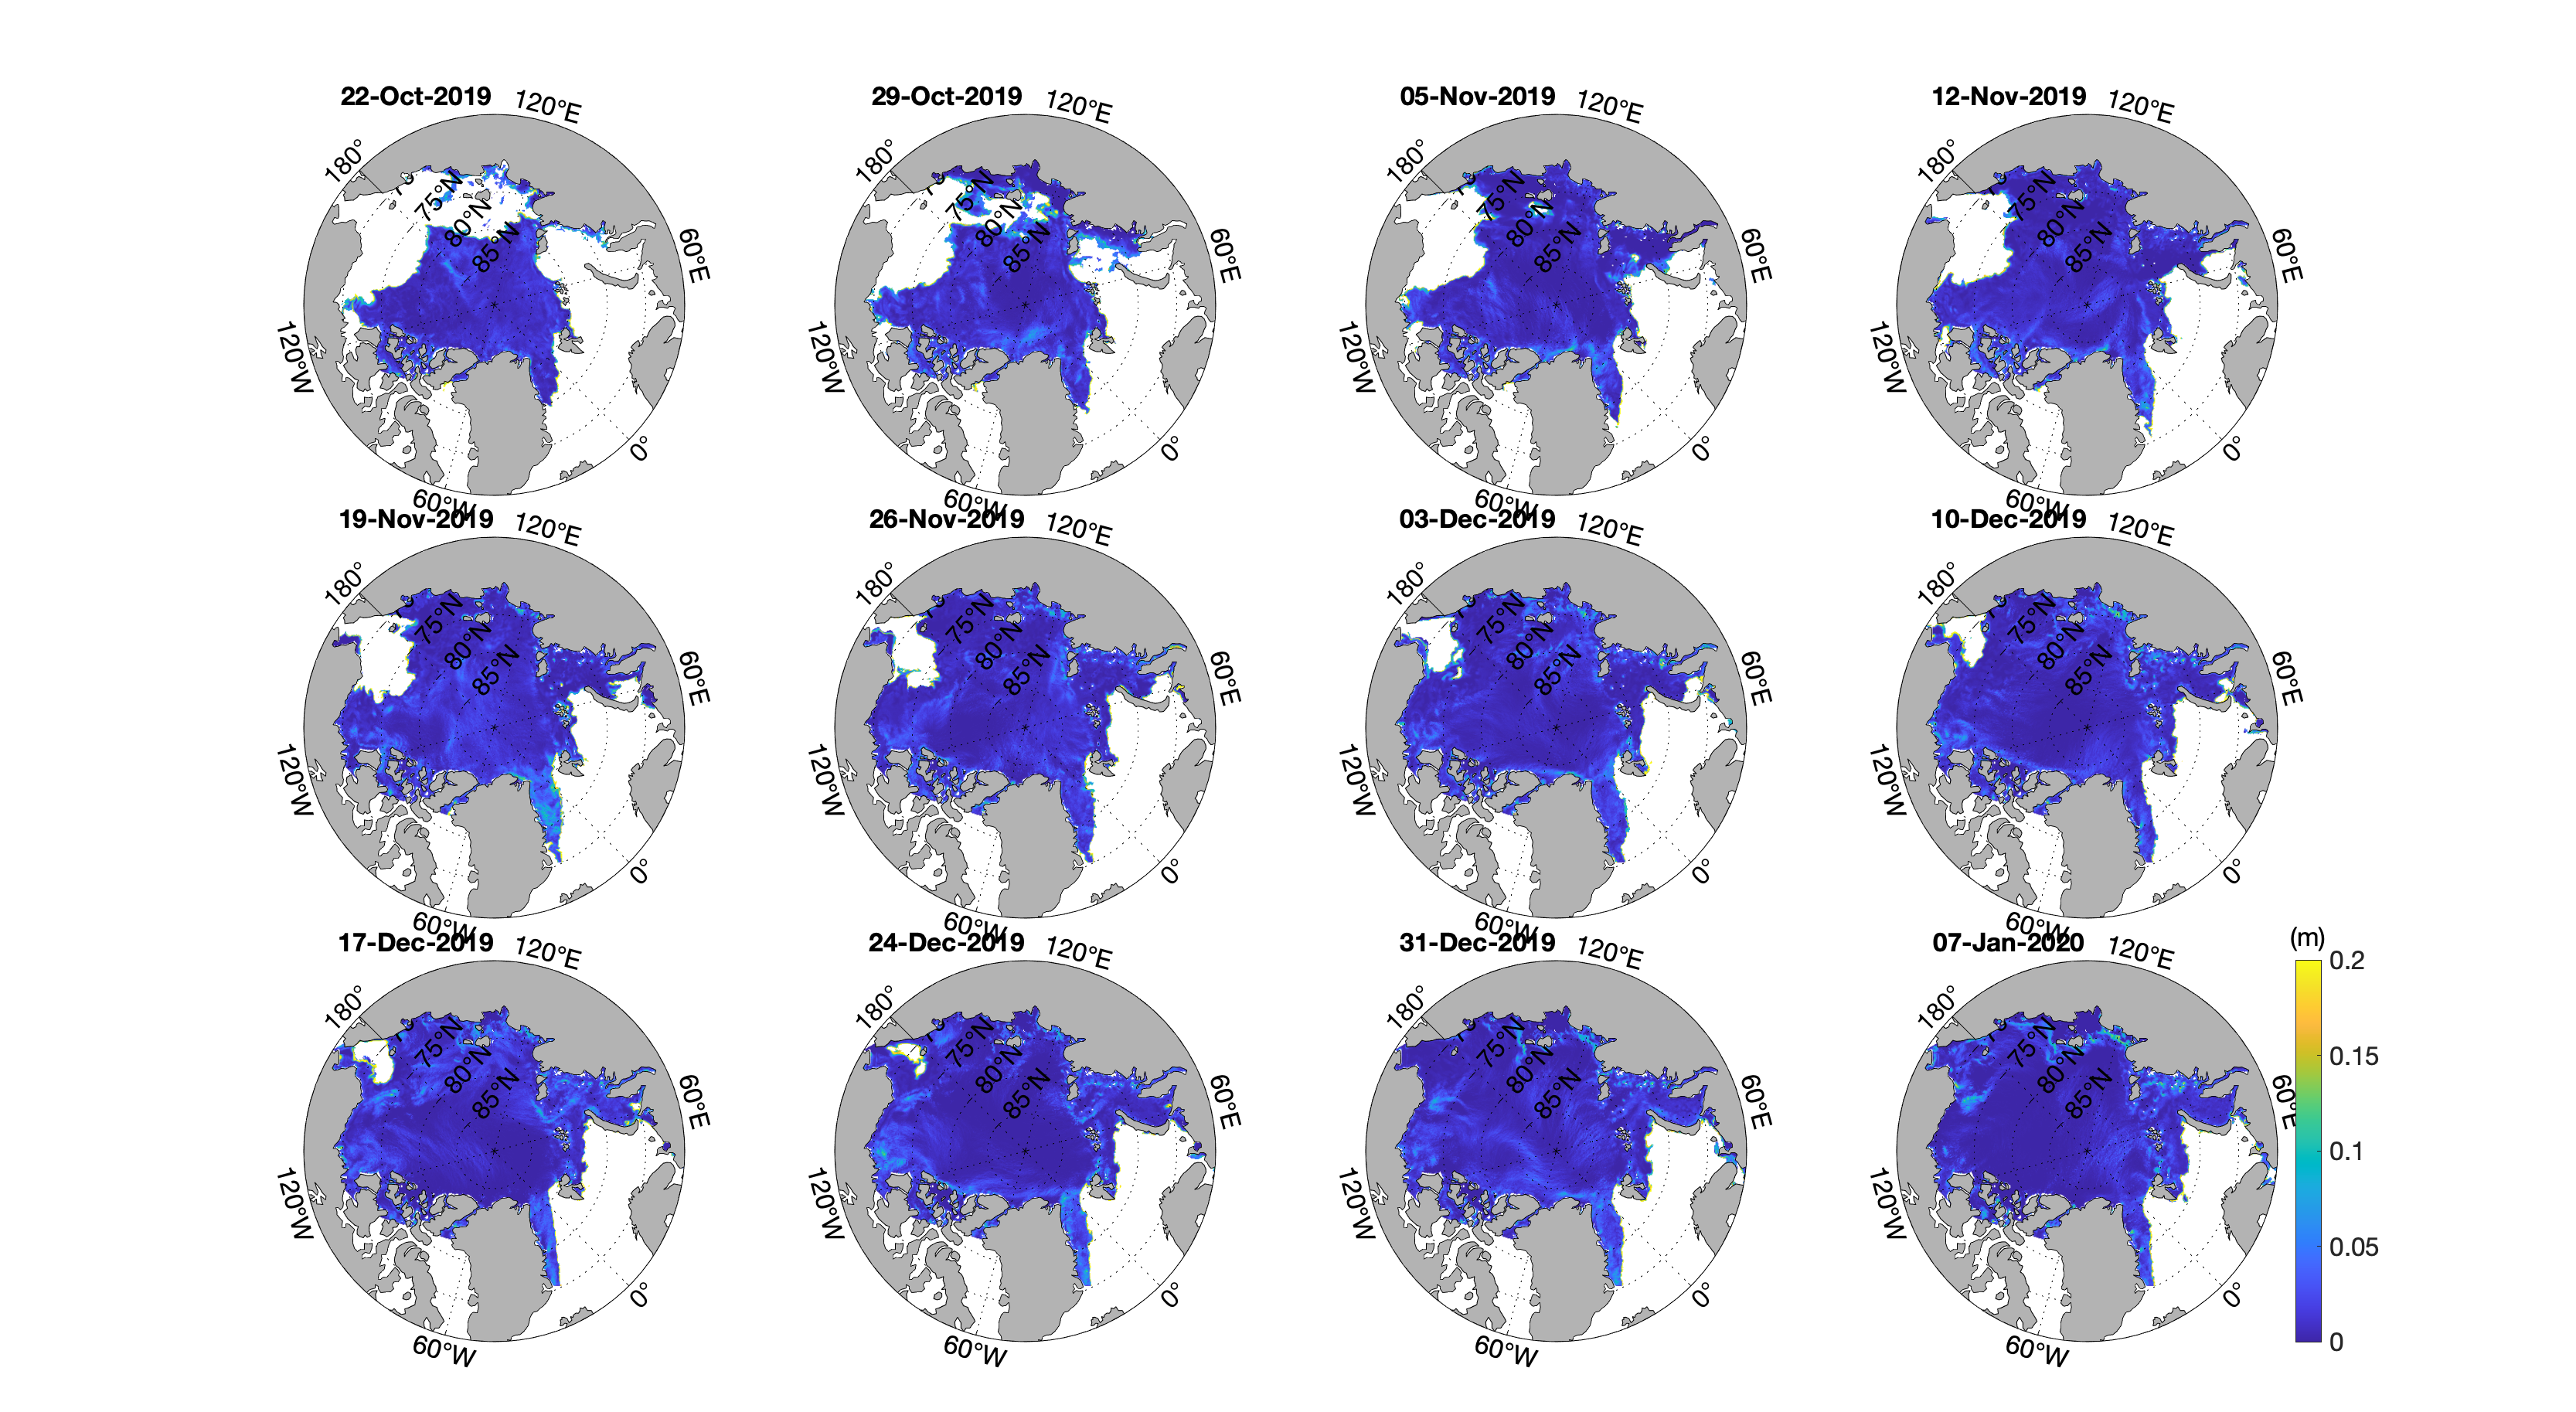 22-Oct-2019 120°E
29-Oct-2019 120°E
05-Nov-2019 120°E
12-Nov-2019 120°E
180° 75°N 80°N 85°N 60°E
180° 75°N 80°N 85°N 60°E
180° 75°N 80°N 85°N 60°E
180° 75°N 80°N 85°N 60°E
120°W 60°W 0°
120°W 60°W 0°
120°W 60°W 0°
120°W 60°W 0°
19-Nov-2019 120°E
26-Nov-2019 120°E
03-Dec-2019 120°E
10-Dec-2019 120°E
180° 75°N 80°N 85°N 60°E
180° 75°N 80°N 85°N 60°E
180° 75°N 80°N 85°N 60°E
180° 75°N 80°N 85°N 60°E
120°W 60°W 0°
120°W 60°W 0°
120°W 60°W 0°
120°W 60°W 0°
17-Dec-2019 120°E
24-Dec-2019 120°E
31-Dec-2019 120°E
07-Jan-2020 120°E
180° 75°N 80°N 85°N 60°E
180° 75°N 80°N 85°N 60°E
180° 75°N 80°N 85°N 60°E
180° 75°N 80°N 85°N 60°E
120°W 60°W 0°
120°W 60°W 0°
120°W 60°W 0°
120°W 60°W 0°
(m)
0.2
0.15
0.1
0.05
0